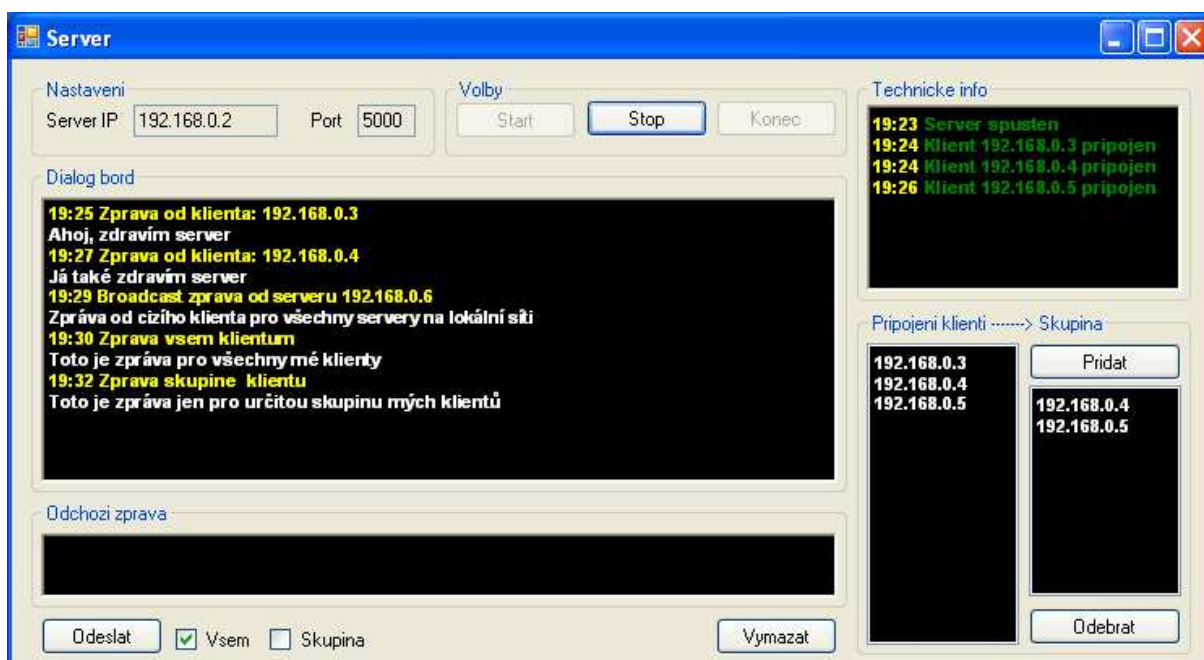 Server
Nastaveni
Server IP 192.168.0.2 Port 5000
Volby
Start Stop Konec
Technicke info
19:23 Server spusten
19:24 Klient 192.168.0.3 pripojen
19:24 Klient 192.168.0.4 pripojen
19:26 Klient 192.168.0.5 pripojen
Dialog bord
19:25 Zprava od klienta: 192.168.0.3
Ahoj, zdravím server
19:27 Zprava od klienta: 192.168.0.4
Já také zdravím server
19:29 Broadcast zprava od serveru 192.168.0.6
Zpráva od cizího klienta pro všechny servery na lokální síti
19:30 Zprava vsem klientum
Toto je zpráva pro všechny mé klienty
19:32 Zprava skupine klientu
Toto je zpráva jen pro určitou skupinu mých klientů
Pripojeni klienti -------> Skupina
192.168.0.3
192.168.0.4
192.168.0.5
Pridat
192.168.0.4
192.168.0.5
Odebrat
Odchozi zprava
Odeslat Vsem Skupina Vymazat